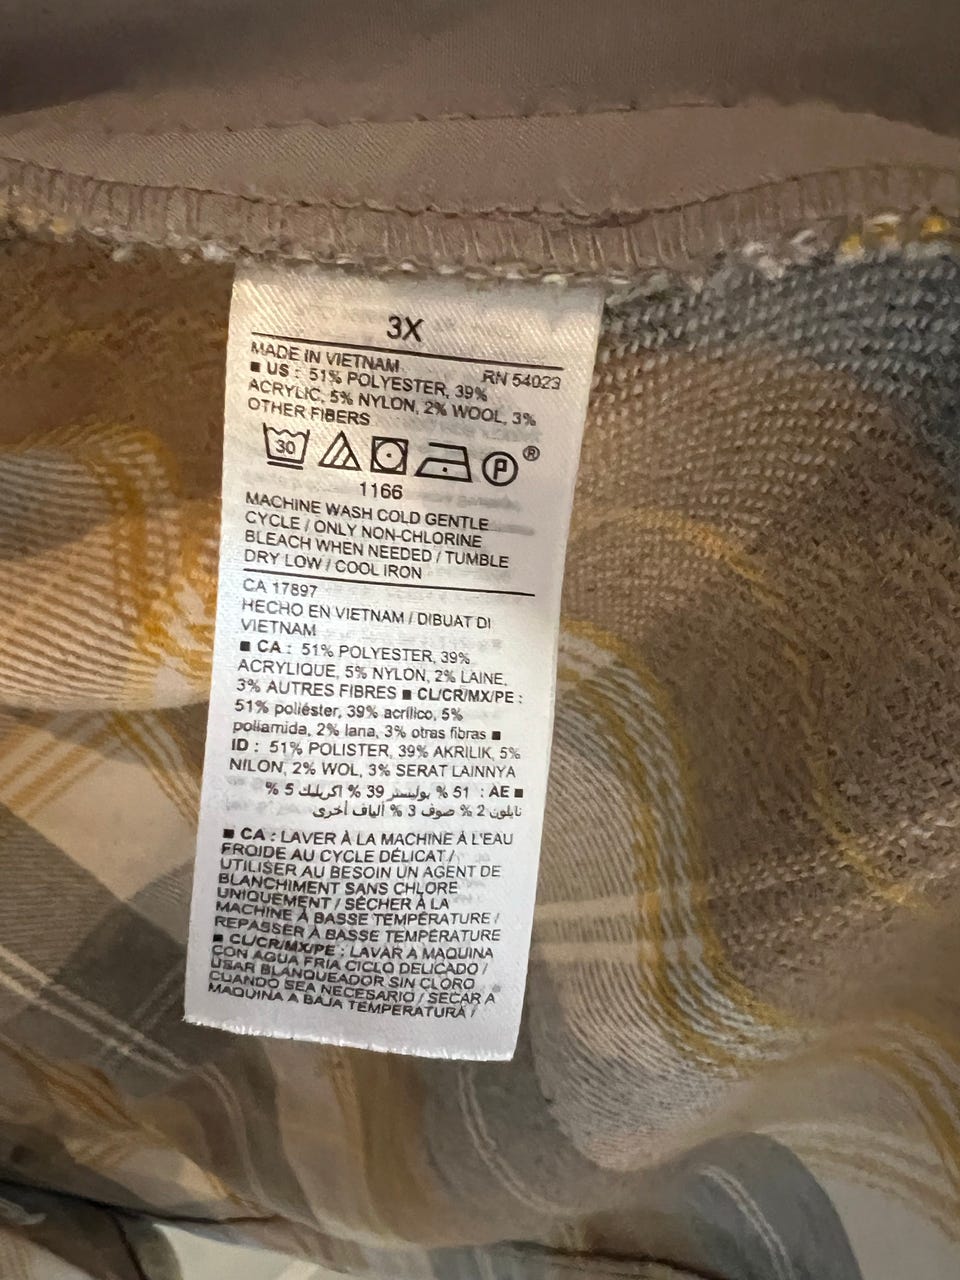 3X
MADE IN VIETNAM RN 54023
■ US : 51% POLYESTER, 39%
ACRYLIC, 5% NYLON, 2% WOOL, 3%
OTHER FIBERS
30 P ®
1166
MACHINE WASH COLD GENTLE
CYCLE / ONLY NON-CHLORINE
BLEACH WHEN NEEDED / TUMBLE
DRY LOW / COOL IRON
CA 17897
HECHO EN VIETNAM / DIBUAT DI
VIETNAM
■ CA : 51% POLYESTER, 39%
ACRYLIQUE, 5% NYLON, 2% LAINE,
3% AUTRES FIBRES ■ CL/CR/MX/PE :
51% poliéster, 39% acrílico, 5%
poliamida, 2% lana, 3% otras fibras ■
ID : 51% POLISTER, 39% AKRILIK, 5%
NILON, 2% WOL, 3% SERAT LAINNYA
■ AE : 51 % بوليستر 39 % اكريليك 5 %
نايلون 2 % صوف 3 % ألياف أخرى
■ CA : LAVER À LA MACHINE À L'EAU
FROIDE AU CYCLE DÉLICAT /
UTILISER AU BESOIN UN AGENT DE
BLANCHIMENT SANS CHLORE
UNIQUEMENT / SÉCHER À LA
MACHINE À BASSE TEMPÉRATURE /
REPASSER À BASSE TEMPÉRATURE
■ CL/CR/MX/PE : LAVAR A MAQUINA
CON AGUA FRIA CICLO DELICADO /
USAR BLANQUEADOR SIN CLORO
CUANDO SEA NECESARIO / SECAR A
MAQUINA A BAJA TEMPERATURA /